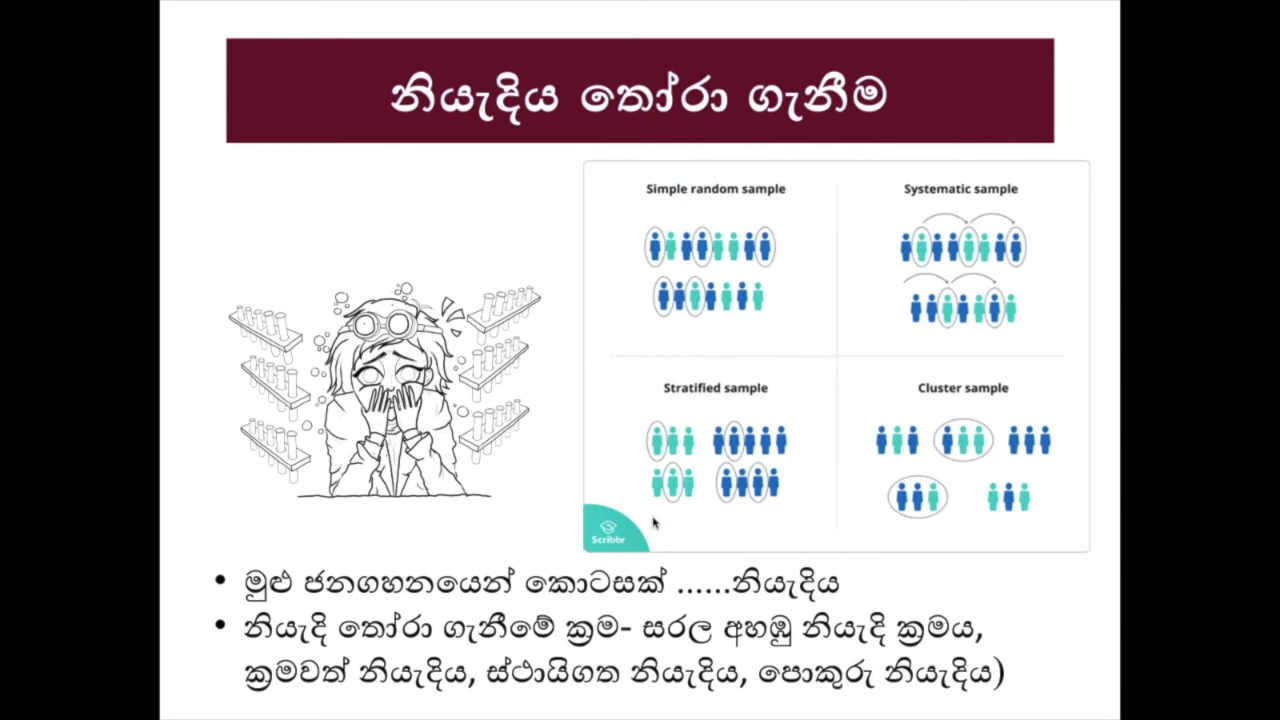 නියැදිය තෝරා ගැනීම
Simple random sample
Systematic sample
Stratified sample
Cluster sample
Scribbr
• මුළු ජනගහනයෙන් කොටසක් ......නියැදිය
• නියැදි තෝරා ගැනීමේ ක්‍රම- සරල අහඹු නියැදි ක්‍රමය,
ක්‍රමවත් නියැදිය, ස්ථායිගත නියැදිය, පොකුරු නියැදිය)